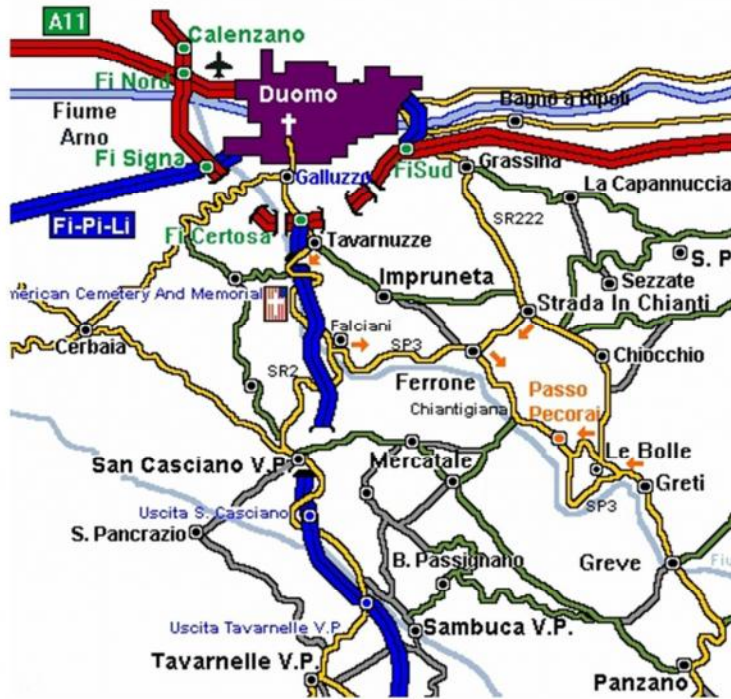 A11
Calenzano
Fi Nord
Duomo
Fiume
Arno
Bagno a Ripoli
Fi Signa
Galluzzo
FiSud
Grassina
La Capannuccia
Fi-Pi-Li
Fi Certosa
SR222
Tavarnuzze
S. P
Impruneta
Sezzate
merican Cemetery And Memorial
Strada In Chianti
Falciani
SP3
Cerbaia
Chiocchio
SR2
Ferrone
Passo
Pecorai
Chiantigiana
San Casciano V.P.
Mercatale
Le Bolle
Greti
SP3
Uscita S. Casciano
S. Pancrazio
B. Passignano
Greve
Fiu
Uscita Tavarnelle V.P
Sambuca V.P.
Tavarnelle V.P.
Panzano